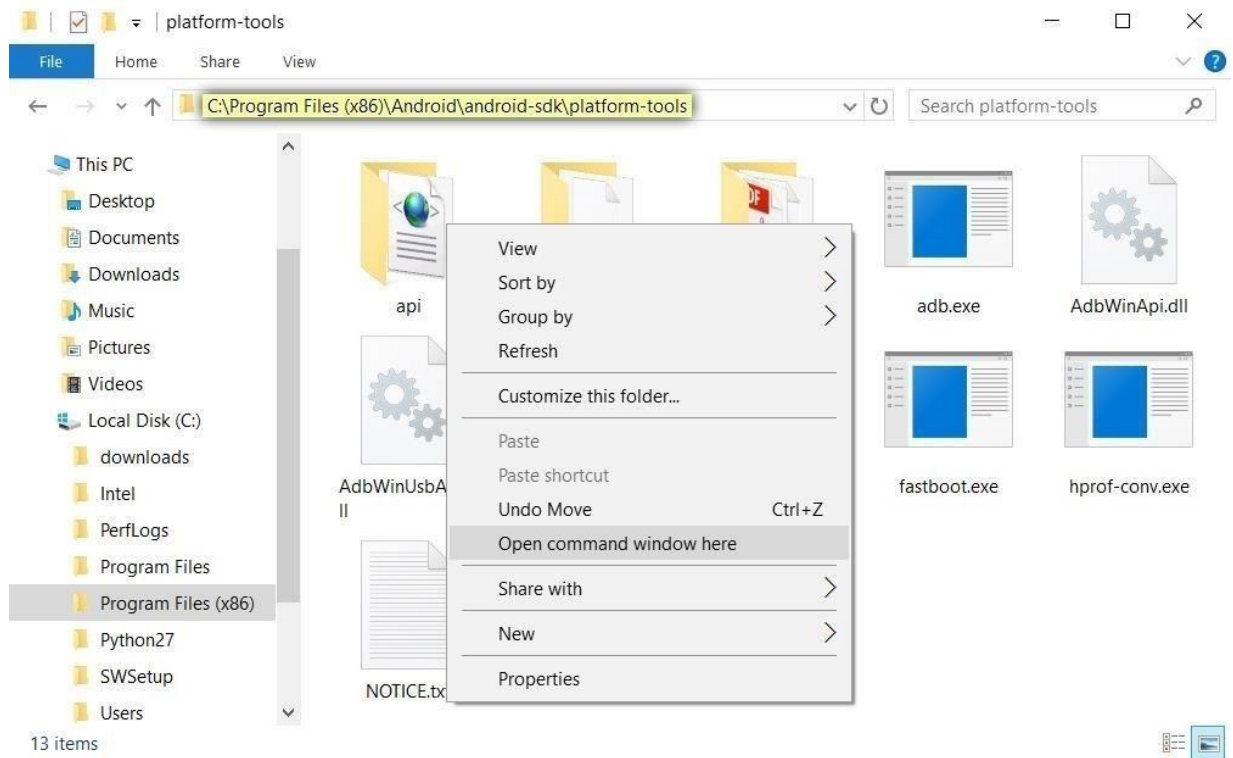 platform-tools
File Home Share View
C:\Program Files (x86)\Android\android-sdk\platform-tools
Search platform-tools
This PC
Desktop
Documents
Downloads
Music
Pictures
Videos
Local Disk (C:)
downloads
Intel
PerfLogs
Program Files
Program Files (x86)
Python27
SWSetup
Users
api
adb.exe
AdbWinApi.dll
AdbWinUsbA
ll
fastboot.exe
hprof-conv.exe
NOTICE.tx
View
Sort by
Group by
Refresh
Customize this folder...
Paste
Paste shortcut
Undo Move Ctrl+Z
Open command window here
Share with
New
Properties
13 items